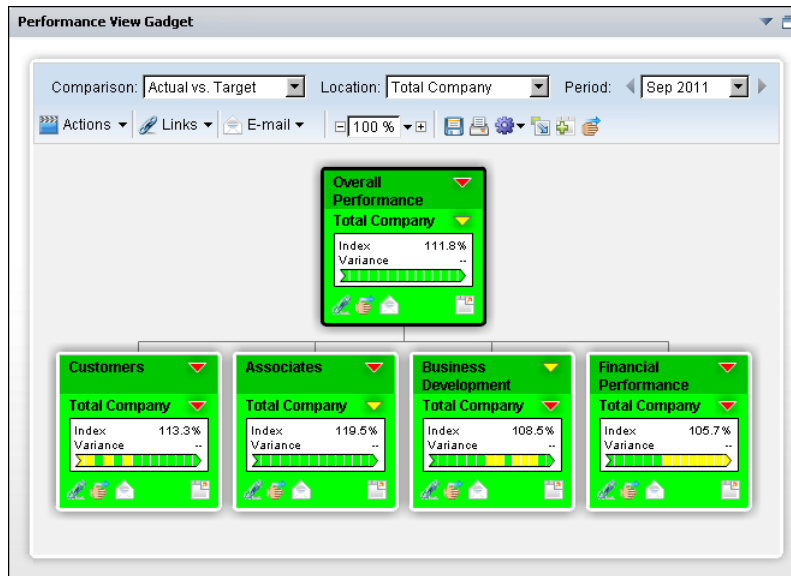 Performance View Gadget
Comparison: Actual vs. Target Location: Total Company Period: Sep 2011
Actions Links E-mail 100 %
Overall
Performance
Total Company
Index 111.8%
Variance --
Customers
Total Company
Index 113.3%
Variance --
Associates
Total Company
Index 119.5%
Variance --
Business
Development
Total Company
Index 108.5%
Variance --
Financial
Performance
Total Company
Index 105.7%
Variance --